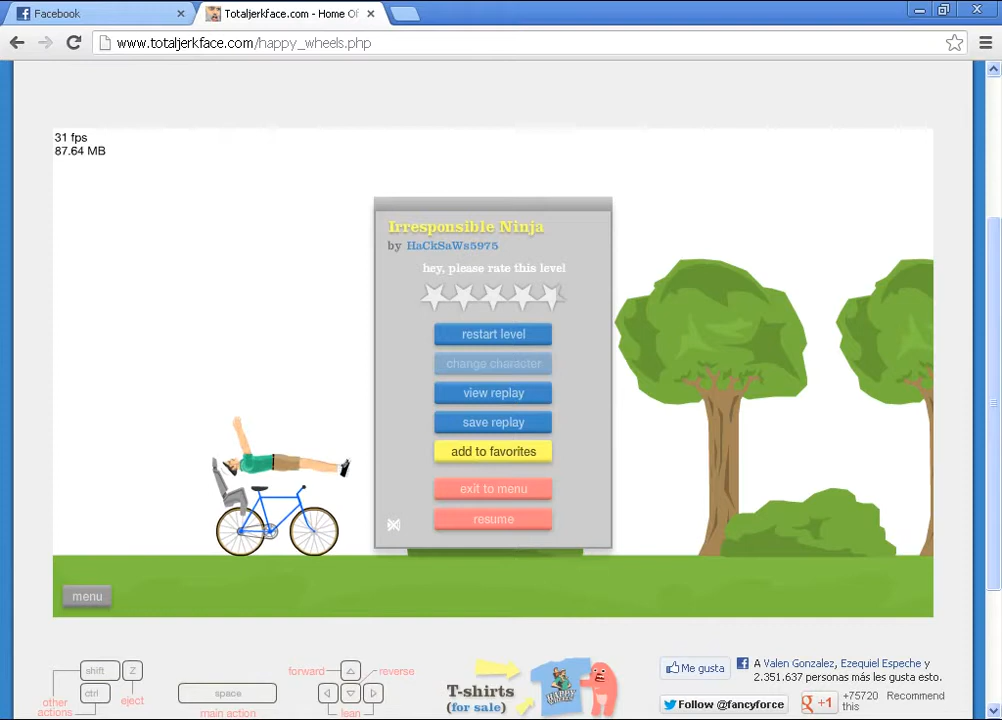 Facebook
Totaljerkface.com - Home Of
www.totaljerkface.com/happy_wheels.php
31 fps
87.64 MB
Irresponsible Ninja
by HaCkSaWs5975
hey, please rate this level
restart level
change character
view replay
save replay
add to favorites
exit to menu
resume
menu
shift Z
ctrl
eject
other
actions
space
main action
forward
reverse
lean
T-shirts
(for sale)
HAPPY WHEELS
Me gusta
A Valen Gonzalez, Ezequiel Espeche y
2.351.637 personas más les gusta esto.
Follow @fancyforce
+1
+75720 Recommend
this